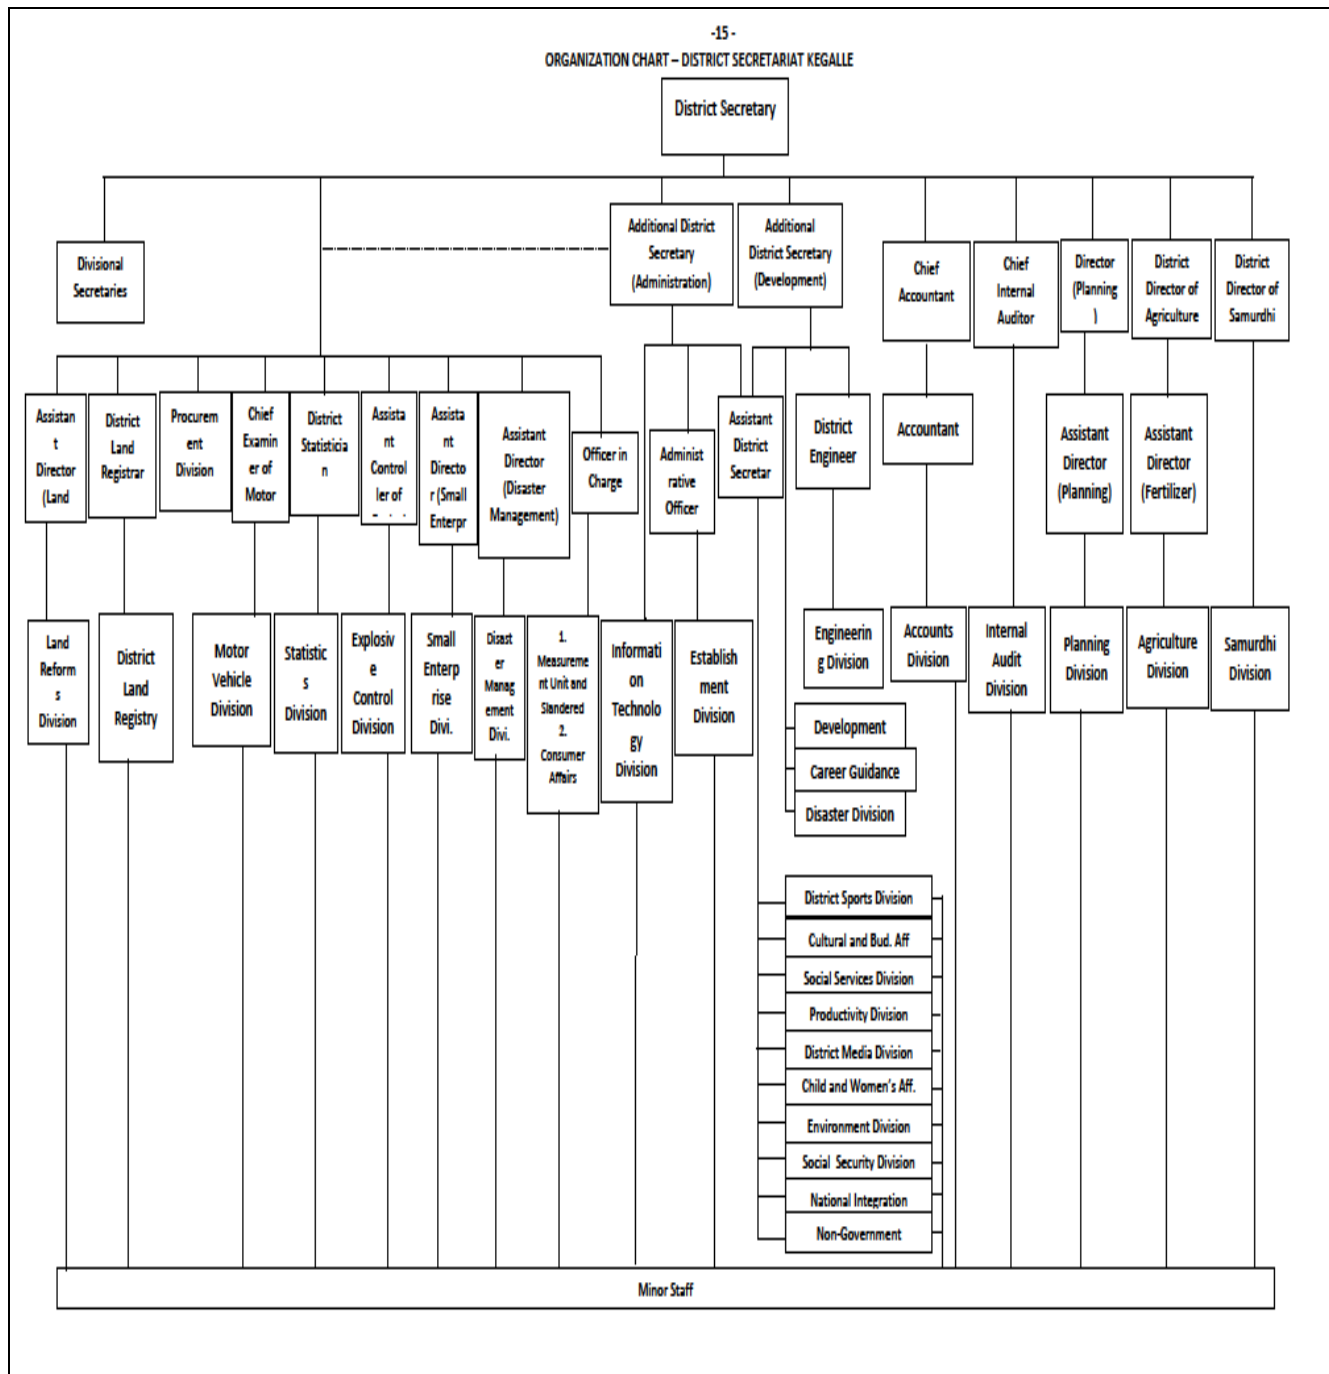 -15 -
ORGANIZATION CHART – DISTRICT SECRETARIAT KEGALLE
District Secretary
Divisional
Secretaries
Additional District
Secretary
(Administration)
Additional
District Secretary
(Development)
Chief
Accountant
Chief
Internal
Auditor
Director
(Planning
)
District
Director of
Agriculture
District
Director of
Samurdhi
Assistan
t
Director
(Land
District
Land
Registrar
Procurem
ent
Division
Chief
Examin
er of
Motor
District
Statisticia
n
Assista
nt
Control
ler of
Assista
nt
Directo
r (Small
Enterpr
Assistant
Director
(Disaster
Management)
Officer in
Charge
Administ
rative
Officer
Assistant
District
Secretar
District
Engineer
Accountant
Assistant
Director
(Planning)
Assistant
Director
(Fertilizer)
Land
Reform
s
Division
District
Land
Registry
Motor
Vehicle
Division
Statistic
s
Division
Explosiv
e
Control
Division
Small
Enterp
rise
Divi.
Disast
er
Manag
ement
Divi.
1.
Measureme
nt Unit and
Slandered
2.
Consumer
Affairs
Informati
on
Technolo
gy
Division
Establish
ment
Division
Engineerin
g Division
Accounts
Division
Internal
Audit
Division
Planning
Division
Agriculture
Division
Samurdhi
Division
Development
Career Guidance
Disaster Division
District Sports Division
Cultural and Bud. Aff
Social Services Division
Productivity Division
District Media Division
Child and Women's Aff.
Environment Division
Social Security Division
National Integration
Non-Government
Minor Staff